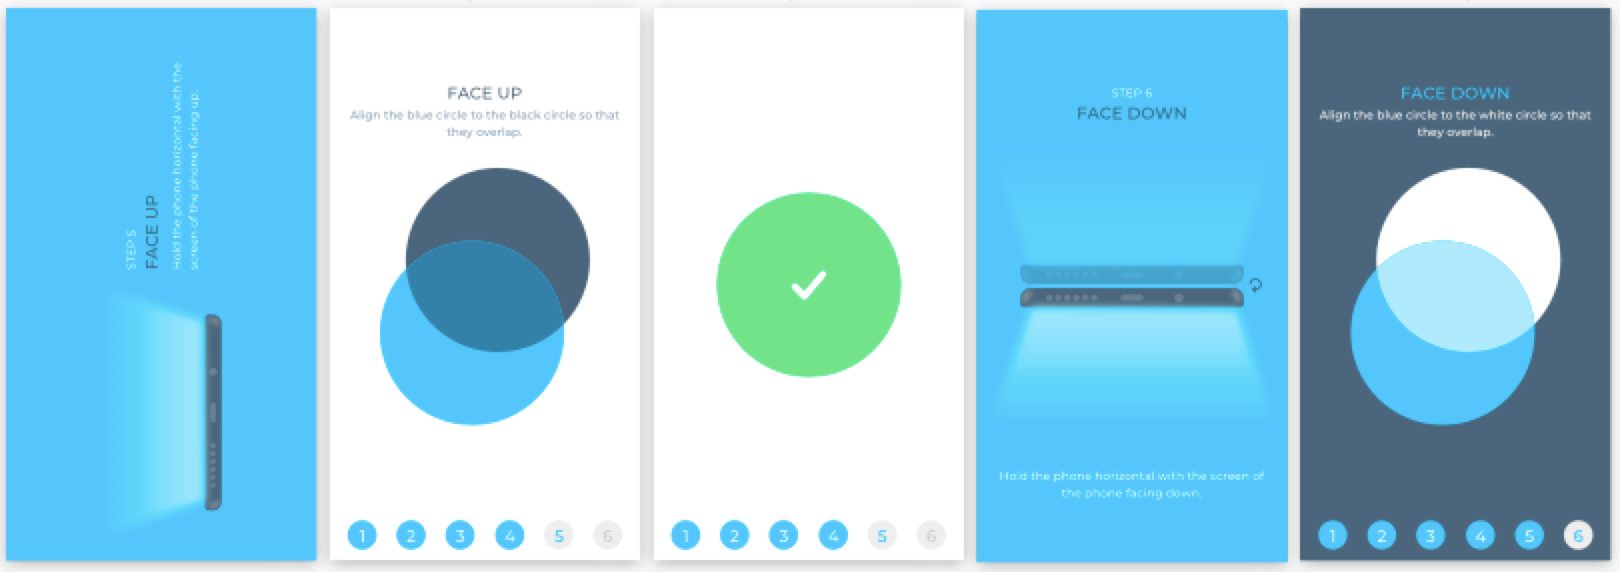 STEP 5
FACE UP
Hold the phone horizontal with the
screen of the phone facing up.
FACE UP
Align the blue circle to the black circle so that
they overlap.
1 2 3 4 5 6
1 2 3 4 5 6
STEP 6
FACE DOWN
Hold the phone horizontal with the screen of
the phone facing down.
FACE DOWN
Align the blue circle to the white circle so that
they overlap.
1 2 3 4 5 6